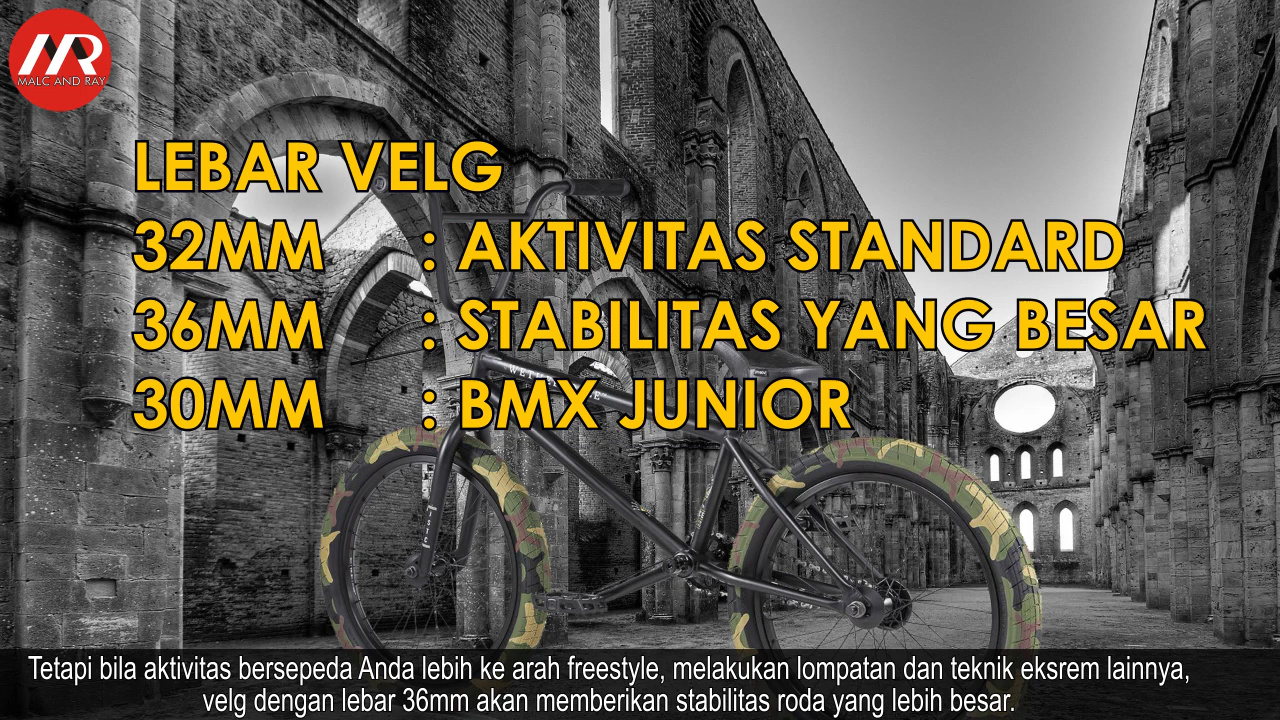 MR
MALC AND RAY
LEBAR VELG
32MM : AKTIVITAS STANDARD
36MM : STABILITAS YANG BESAR
30MM : BMX JUNIOR
Tetapi bila aktivitas bersepeda Anda lebih ke arah freestyle, melakukan lompatan dan teknik eksrem lainnya,
velg dengan lebar 36mm akan memberikan stabilitas roda yang lebih besar.